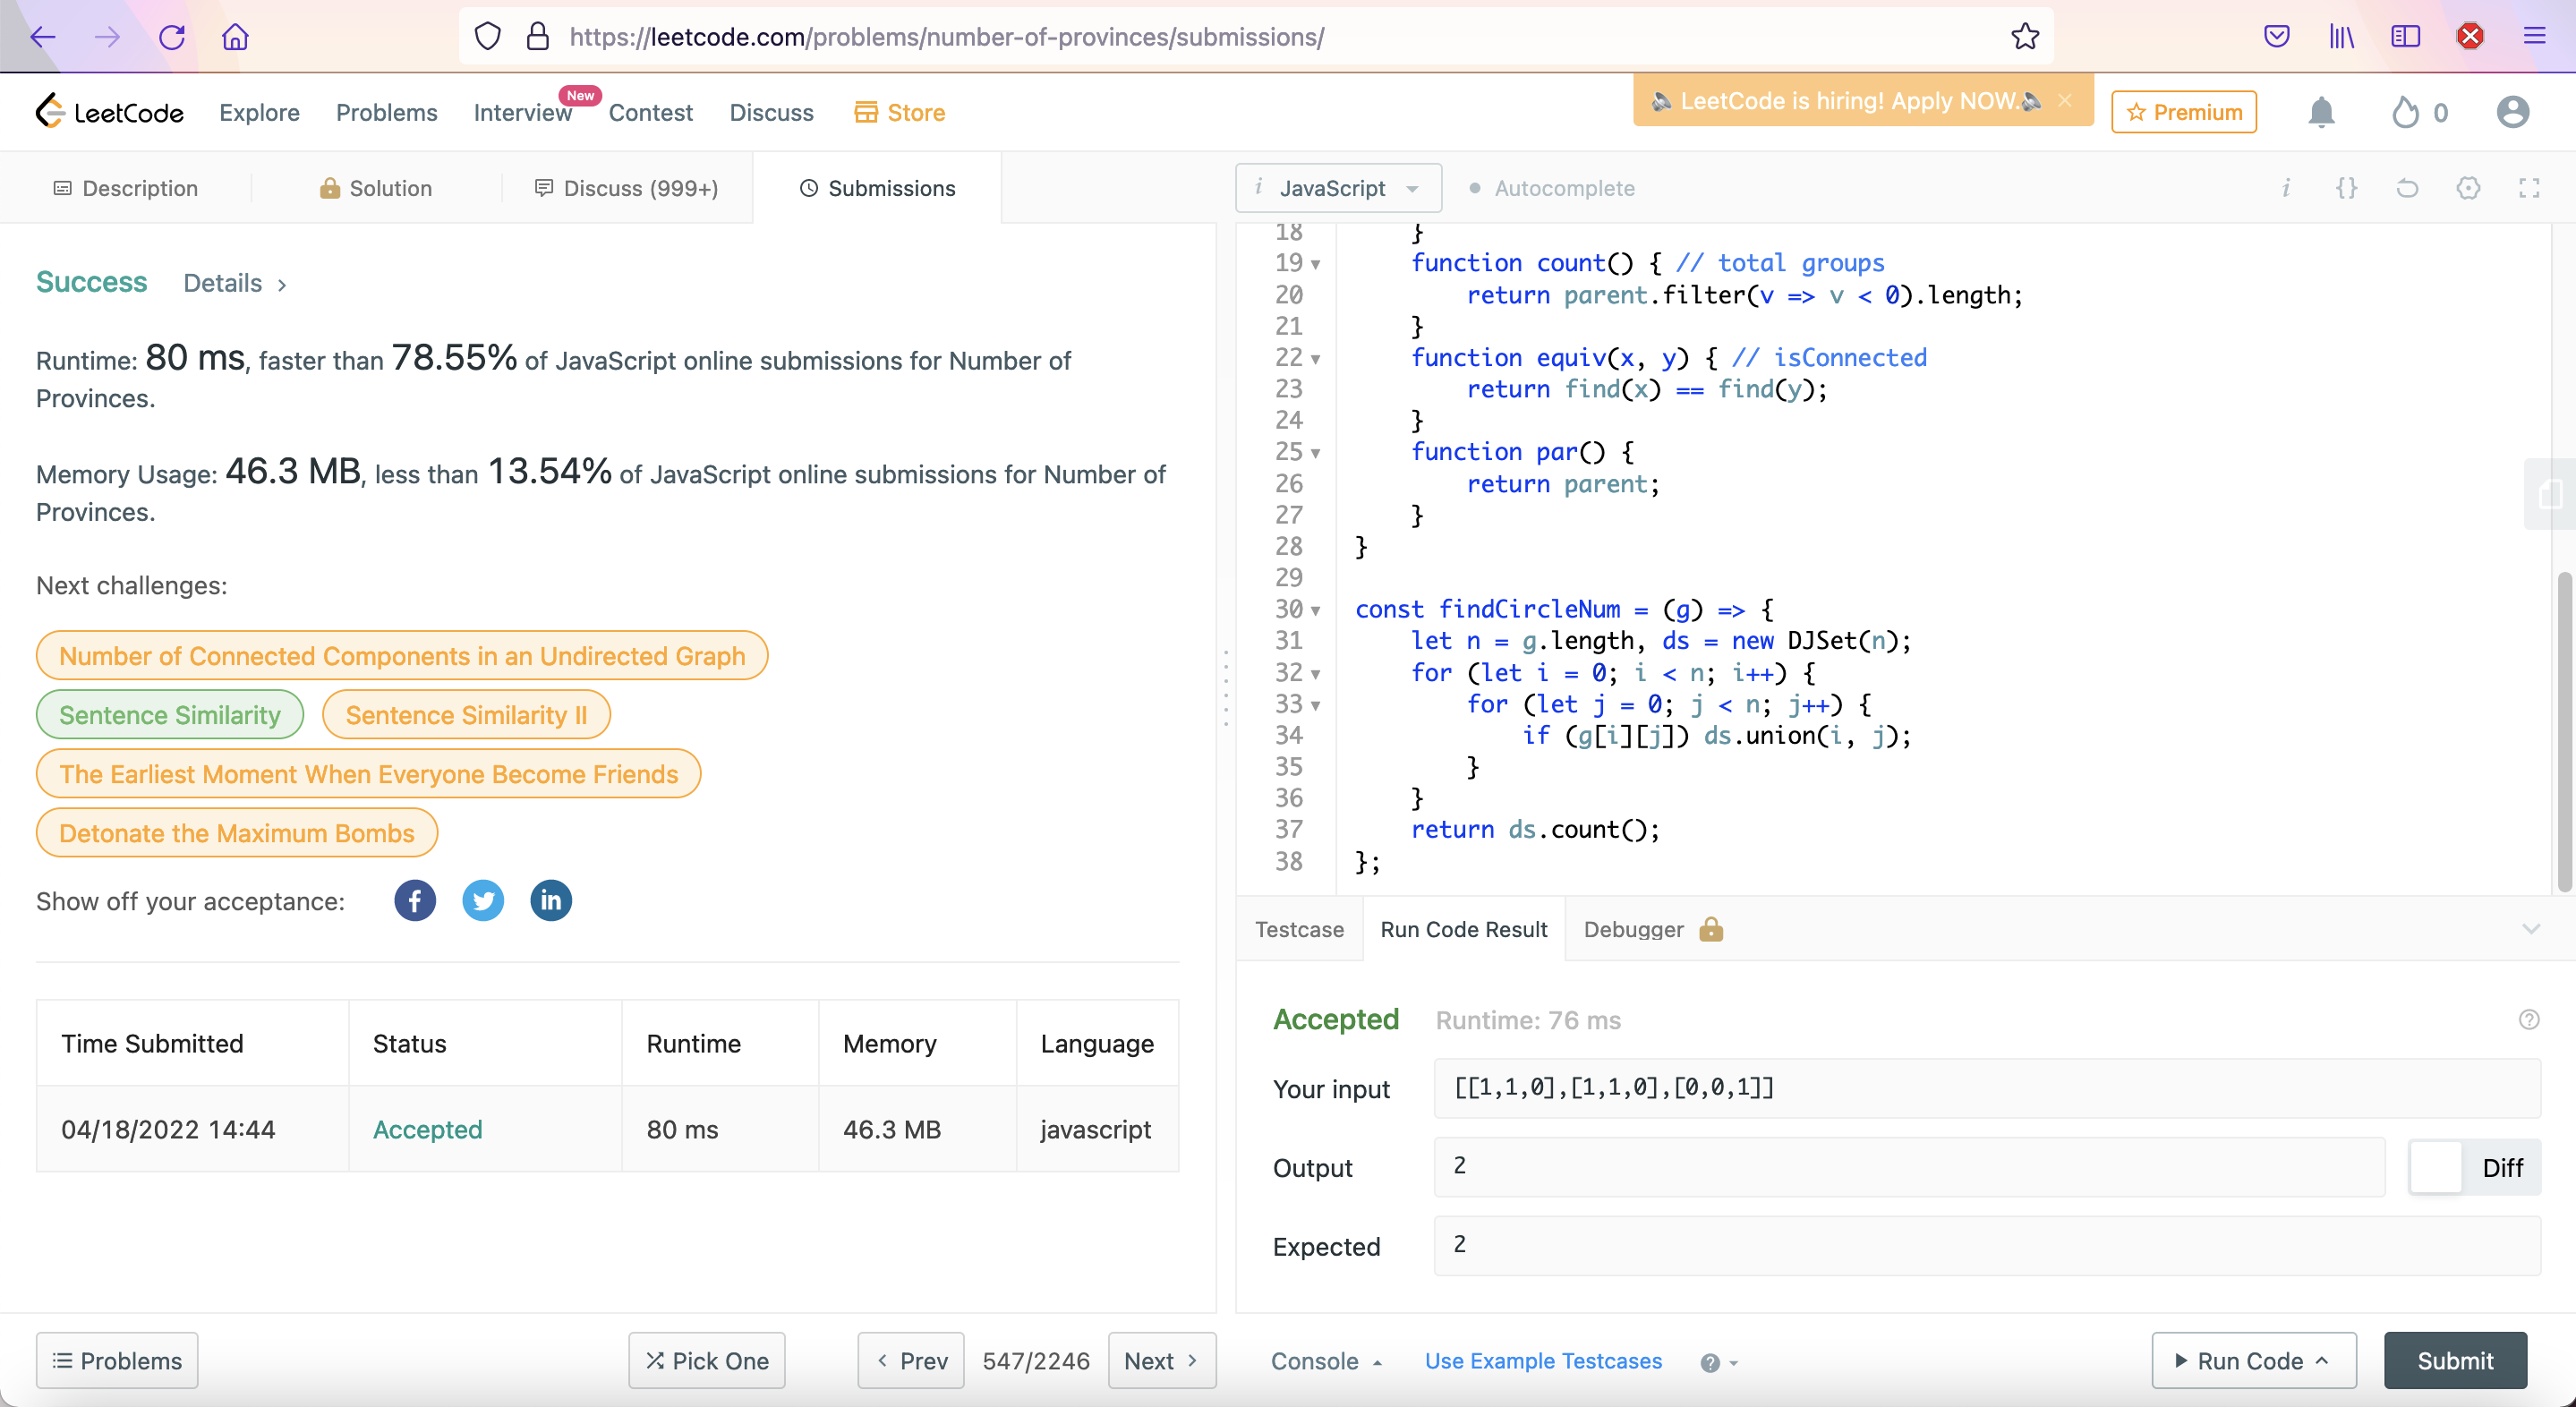 https://leetcode.com/problems/number-of-provinces/submissions/
LeetCode Explore Problems Interview New Contest Discuss Store LeetCode is hiring! Apply NOW. Premium 0
Description Solution Discuss (999+) Submissions
i JavaScript Autocomplete i {}
Success Details >
Runtime: 80 ms, faster than 78.55% of JavaScript online submissions for Number of
Provinces.
Memory Usage: 46.3 MB, less than 13.54% of JavaScript online submissions for Number of
Provinces.
Next challenges:
Number of Connected Components in an Undirected Graph
Sentence Similarity Sentence Similarity II
The Earliest Moment When Everyone Become Friends
Detonate the Maximum Bombs
Show off your acceptance: f in
Time Submitted Status Runtime Memory Language
04/18/2022 14:44 Accepted 80 ms 46.3 MB javascript
18 }
19 function count() { // total groups
20 return parent.filter(v => v < 0).length;
21 }
22 function equiv(x, y) { // isConnected
23 return find(x) == find(y);
24 }
25 function par() {
26 return parent;
27 }
28 }
29
30 const findCircleNum = (g) => {
31 let n = g.length, ds = new DJSet(n);
32 for (let i = 0; i < n; i++) {
33 for (let j = 0; j < n; j++) {
34 if (g[i][j]) ds.union(i, j);
35 }
36 }
37 return ds.count();
38 };
Testcase Run Code Result Debugger
Accepted Runtime: 76 ms ?
Your input [[1,1,0],[1,1,0],[0,0,1]]
Output 2 Diff
Expected 2
Problems Pick One < Prev 547/2246 Next > Console Use Example Testcases ? Run Code Submit